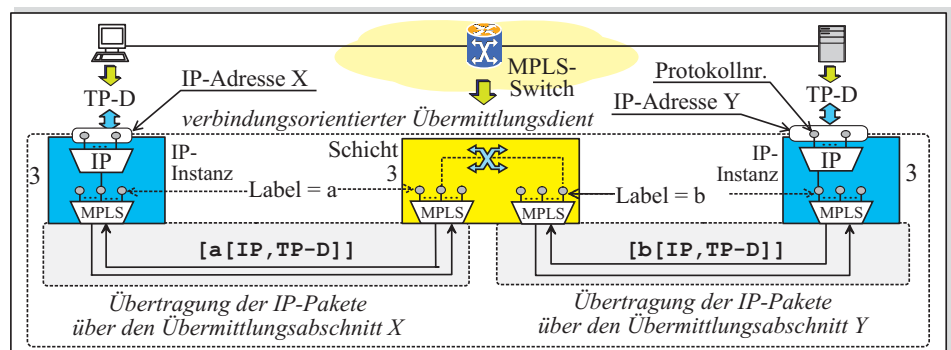 MPLS-
Switch
TP-D
IP-Adresse X
Protokollnr.
IP-Adresse Y
TP-D
verbindungsorientierter Übermittlungsdient
3
IP
IP-
Instanz
MPLS
Label = a
Schicht
3
MPLS
MPLS
Label = b
IP-
Instanz
IP
MPLS
3
[a[IP,TP-D]]
[b[IP,TP-D]]
Übertragung der IP-Pakete
über den Übermittlungsabschnitt X
Übertragung der IP-Pakete
über den Übermittlungsabschnitt Y